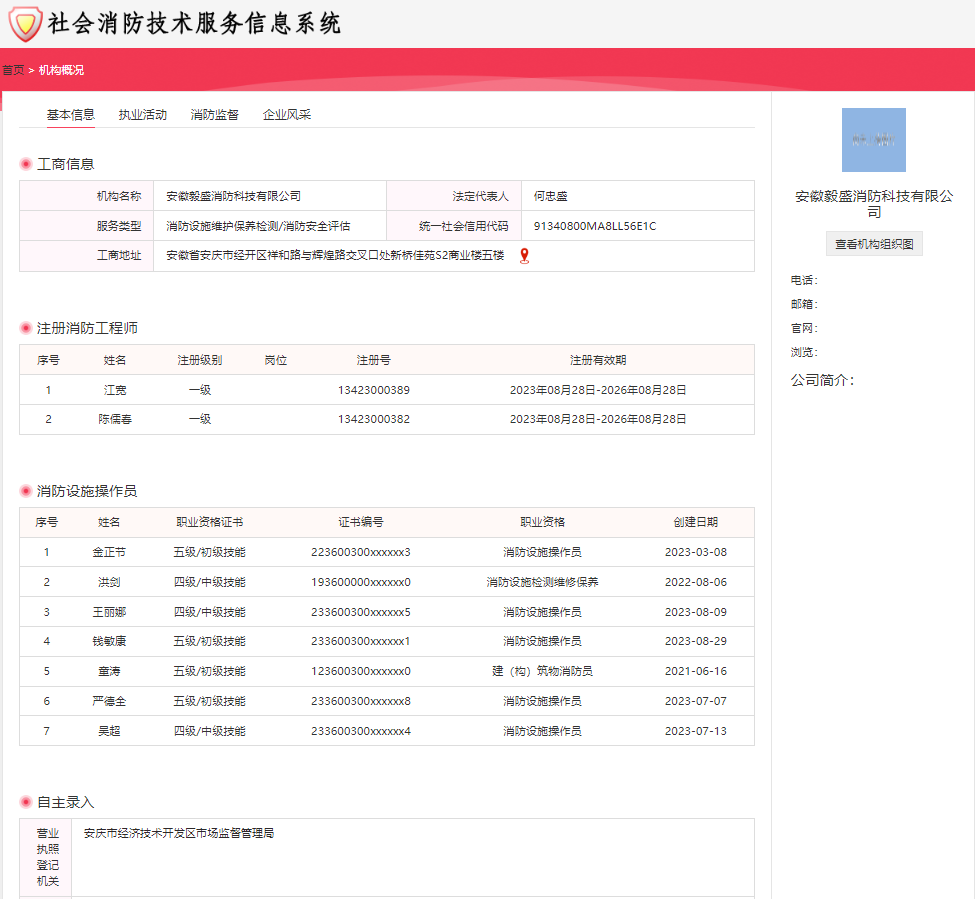 社会消防技术服务信息系统
首页 > 机构概况
基本信息 执业活动 消防监督 企业风采
工商信息
机构名称 安徽毅盛消防科技有限公司 法定代表人 何忠盛
服务类型 消防设施维护保养检测/消防安全评估 统一社会信用代码 91340800MA8LL56E1C
工商地址 安徽省安庆市经开区祥和路与辉煌路交叉口处新桥佳苑S2商业楼五楼
注册消防工程师
序号 姓名 注册级别 岗位 注册号 注册有效期
1 江宽 一级 13423000389 2023年08月28日-2026年08月28日
2 陈儒春 一级 13423000382 2023年08月28日-2026年08月28日
消防设施操作员
序号 姓名 职业资格证书 证书编号 职业资格 创建日期
1 金正节 五级/初级技能 223600300xxxxxx3 消防设施操作员 2023-03-08
2 洪剑 四级/中级技能 193600000xxxxxx0 消防设施检测维修保养 2022-08-06
3 王丽娜 四级/中级技能 233600300xxxxxx5 消防设施操作员 2023-08-09
4 钱敏康 五级/初级技能 233600300xxxxxx1 消防设施操作员 2023-08-29
5 童涛 五级/初级技能 123600300xxxxxx0 建（构）筑物消防员 2021-06-16
6 严德全 五级/初级技能 233600300xxxxxx8 消防设施操作员 2023-07-07
7 吴超 四级/中级技能 233600300xxxxxx4 消防设施操作员 2023-07-13
自主录入
营业
执照
登记
机关
安庆市经济技术开发区市场监督管理局
安徽毅盛消防科技有限公
司
查看机构组织图
电话：
邮箱：
官网：
浏览：
公司简介：